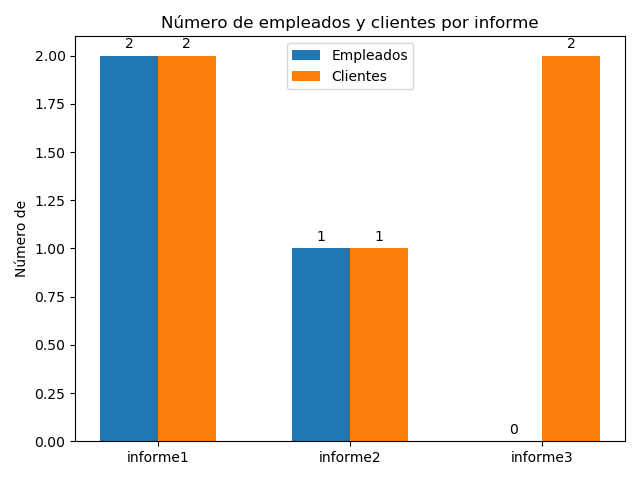 Número de empleados y clientes por informe
2 2
Empleados
Clientes
2
1 1
0
Número de
2.00
1.75
1.50
1.25
1.00
0.75
0.50
0.25
0.00
informe1 informe2 informe3